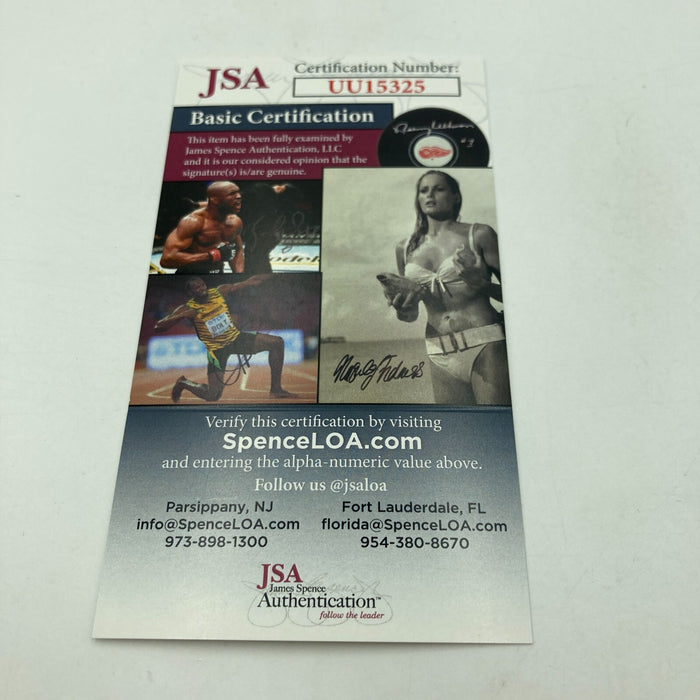 JSA
Certification Number:
UU15325
Basic Certification
This item has been fully examined by
James Spence Authentication, LLC
and it is our considered opinion that the
signature(s) is/are genuine.
#3
BOLT
Verify this certification by visiting
SpenceLOA.com
and entering the alpha-numeric value above.
Follow us @jsaloa
Parsippany, NJ
info@SpenceLOA.com
973-898-1300
Fort Lauderdale, FL
florida@SpenceLOA.com
954-380-8670
JSA
James Spence
Authentication™
follow the leader